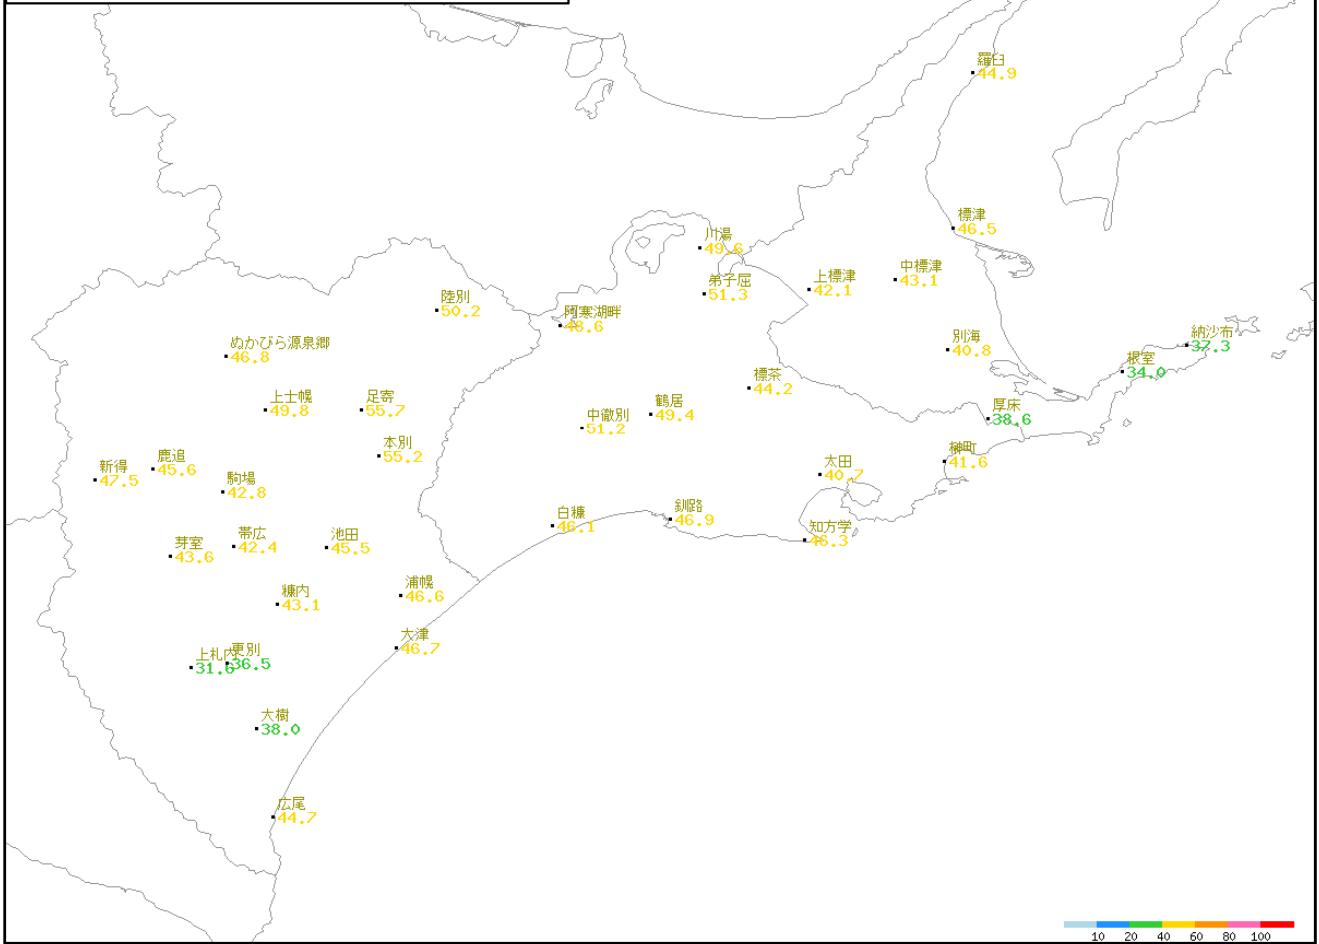 羅臼
44.9
標津
46.5
川湯
49.6
中標津
43.1
上標津
42.1
弟子屈
51.3
陸別
50.2
阿寒湖畔
48.6
納沙布
37.3
ぬかびら源泉郷
46.8
別海
40.8
根室
34.0
標茶
44.2
上士幌
49.8
足寄
55.7
鶴居
49.4
厚床
38.6
中徹別
51.2
本別
55.2
榊町
41.6
鹿追
45.6
太田
40.7
新得
47.5
駒場
42.8
釧路
46.9
白糠
46.1
知方学
46.3
帯広
42.4
池田
45.5
芽室
43.6
浦幌
46.6
糠内
43.1
大津
46.7
更別
36.5
上札内
31.6
大樹
38.0
広尾
44.7
10 20 40 60 80 100